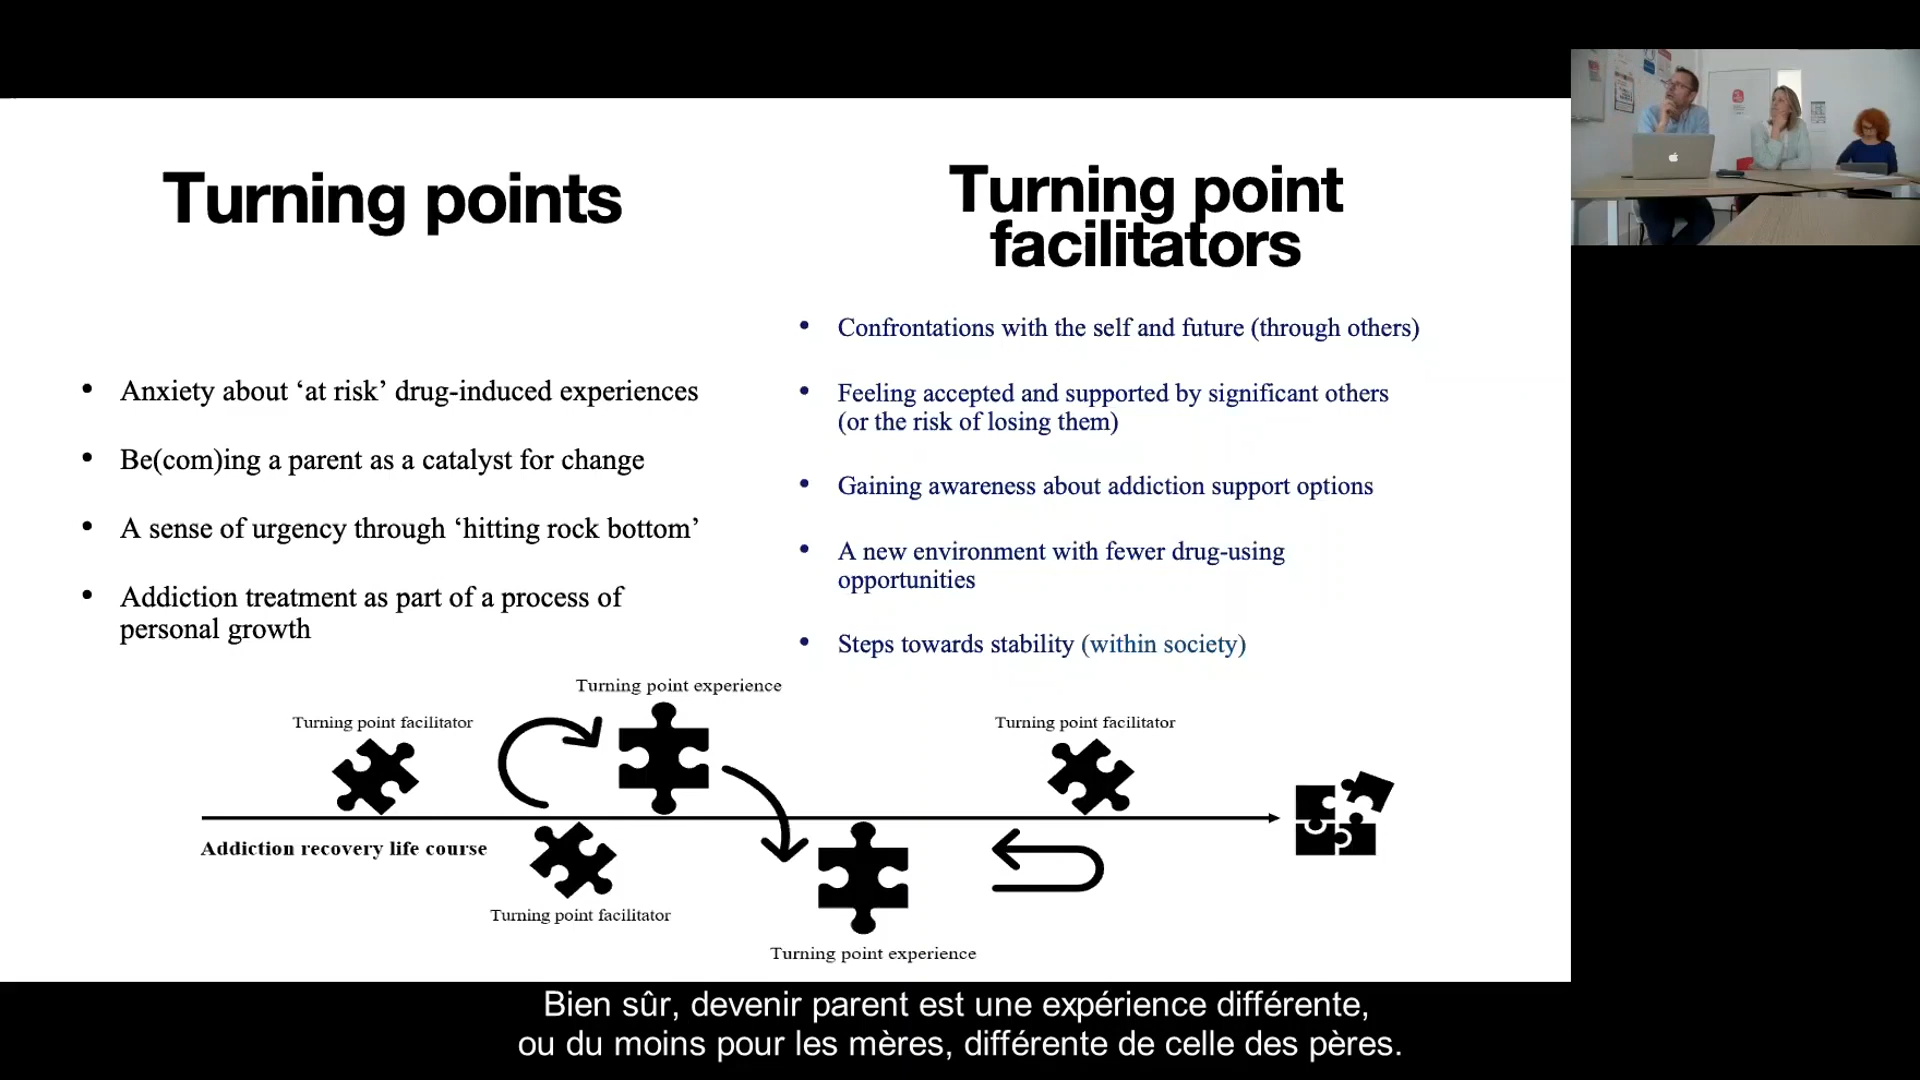 Turning points
Anxiety about ‘at risk’ drug-induced experiences
Be(com)ing a parent as a catalyst for change
A sense of urgency through ‘hitting rock bottom’
Addiction treatment as part of a process of
personal growth
Turning point
facilitators
Confrontations with the self and future (through others)
Feeling accepted and supported by significant others
(or the risk of losing them)
Gaining awareness about addiction support options
A new environment with fewer drug-using
opportunities
Steps towards stability (within society)
Turning point experience
Turning point facilitator
Turning point facilitator
Addiction recovery life course
Turning point facilitator
Turning point experience
Bien sûr, devenir parent est une expérience différente,
ou du moins pour les mères, différente de celle des pères.